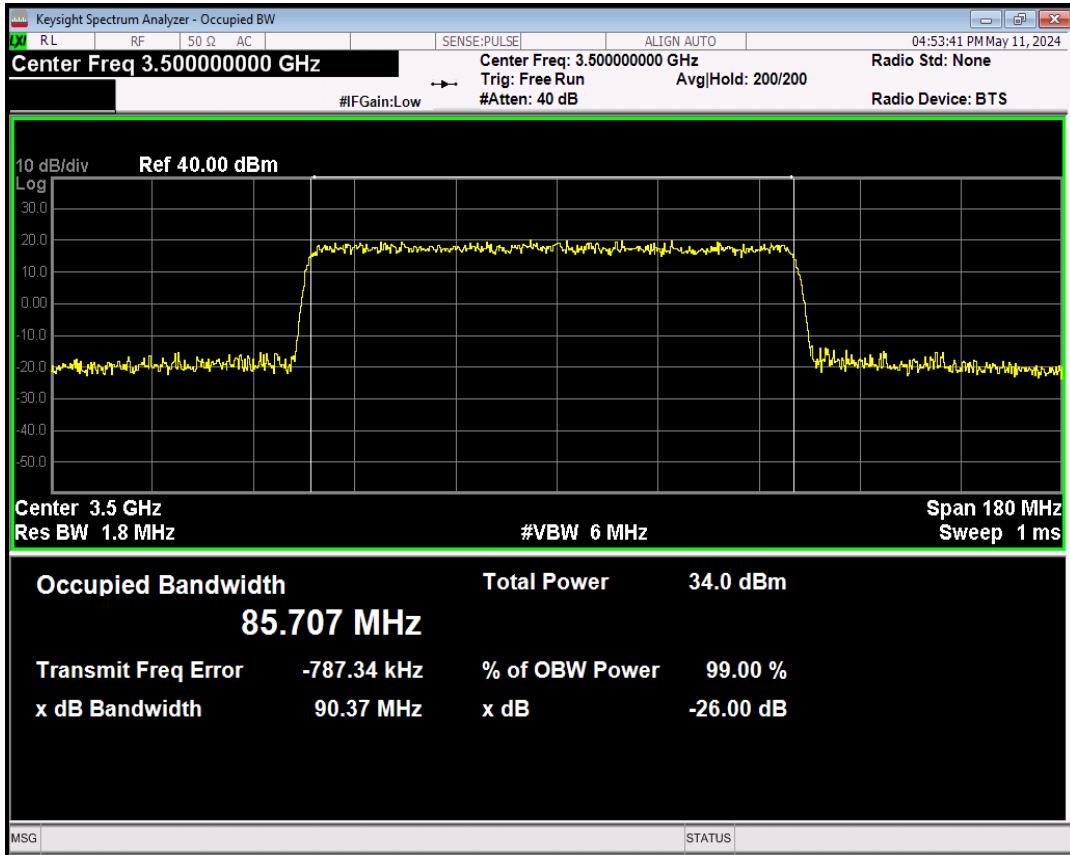 Keysight Spectrum Analyzer - Occupied BW
LXI RL RF 50 Ω AC SENSE:PULSE ALIGN AUTO 04:53:41 PM May 11, 2024
Center Freq 3.500000000 GHz Center Freq: 3.500000000 GHz Radio Std: None
Trig: Free Run Avg|Hold: 200/200
#IFGain:Low #Atten: 40 dB Radio Device: BTS
10 dB/div Ref 40.00 dBm
Log
30.0
20.0
10.0
0.00
-10.0
-20.0
-30.0
-40.0
-50.0
Center 3.5 GHz Span 180 MHz
Res BW 1.8 MHz #VBW 6 MHz Sweep 1 ms
Occupied Bandwidth Total Power 34.0 dBm
85.707 MHz
Transmit Freq Error -787.34 kHz % of OBW Power 99.00 %
x dB Bandwidth 90.37 MHz x dB -26.00 dB
MSG STATUS